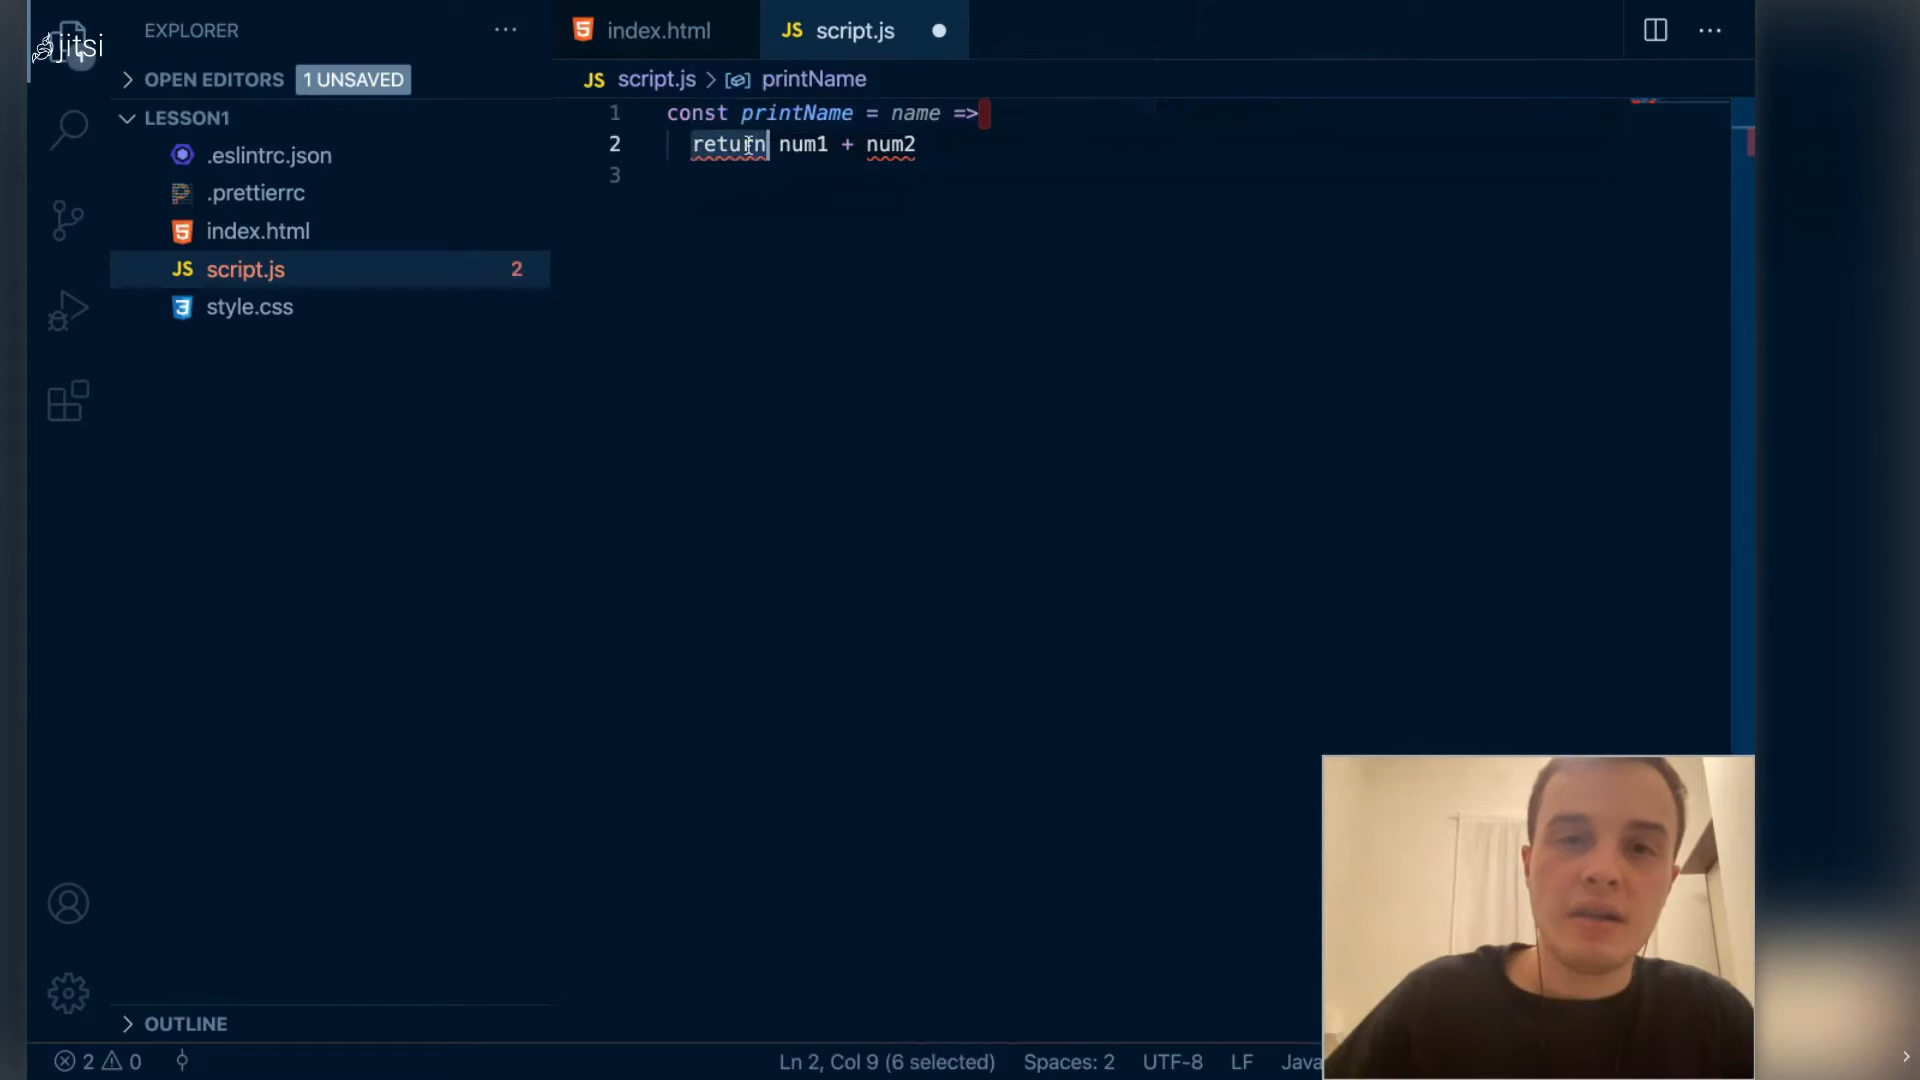 jitsi
EXPLORER
OPEN EDITORS 1 UNSAVED
LESSON1
.eslintrc.json
.prettierrc
index.html
JS script.js 2
style.css
OUTLINE
index.html JS script.js
JS script.js > printName
1 const printName = name =>
2 return num1 + num2
3
2 0 Ln 2, Col 9 (6 selected) Spaces: 2 UTF-8 LF Java